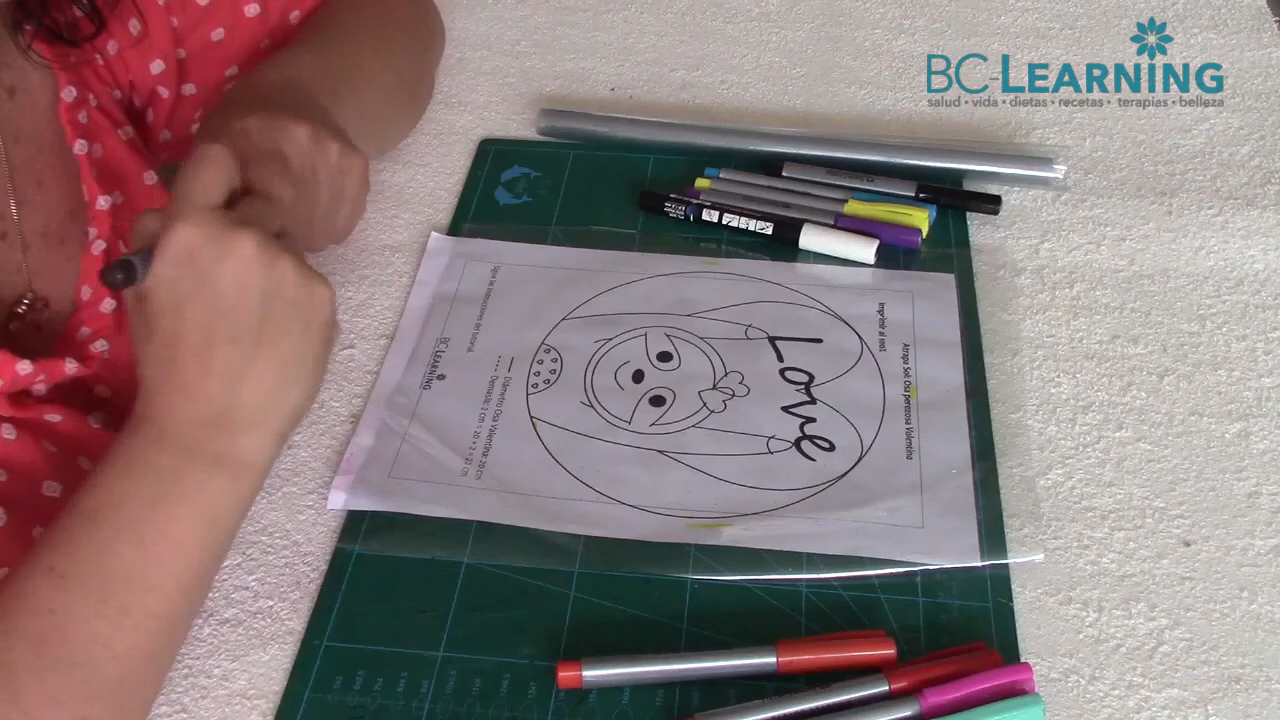 BC-LEARNING
salud • vida • dietas • recetas • terapias • belleza
Atrapa Sol: Osa perezosa Valentina
Imprimir al 100%
Love
Diámetro Osa Valentina: 20 cm
Demasía: 2 cm = 20 + 2 = 22 cm
Sigue las instrucciones del tutorial.
BC-LEARNING